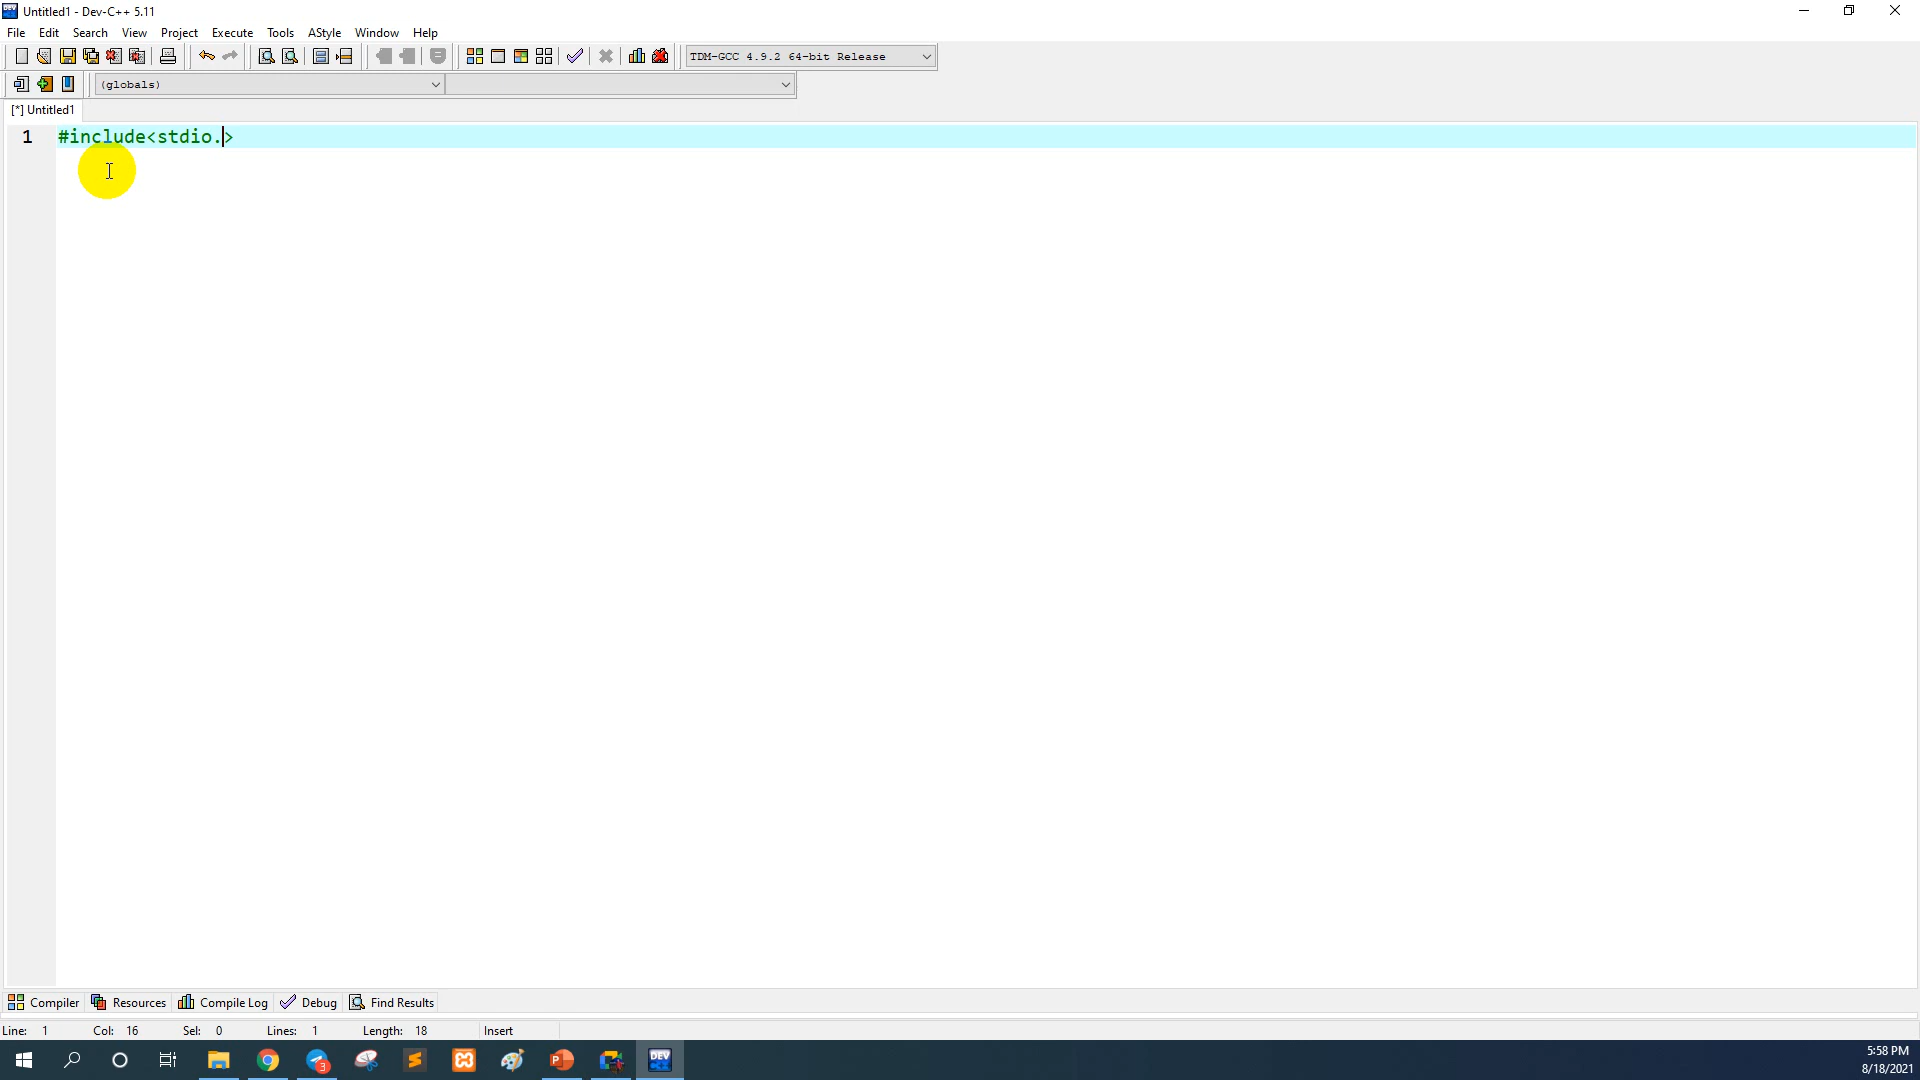 Untitled1 - Dev-C++ 5.11
File Edit Search View Project Execute Tools AStyle Window Help
TDM-GCC 4.9.2 64-bit Release
(globals)
[*] Untitled1
1 #include<stdio.>
Compiler Resources Compile Log Debug Find Results
Line: 1 Col: 16 Sel: 0 Lines: 1 Length: 18 Insert
3
DEV
5:58 PM
8/18/2021